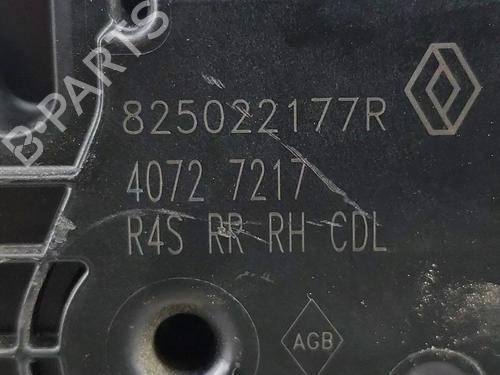 B-PARTS
825022177R
4072 7217
R4S RR RH CDL
AGB